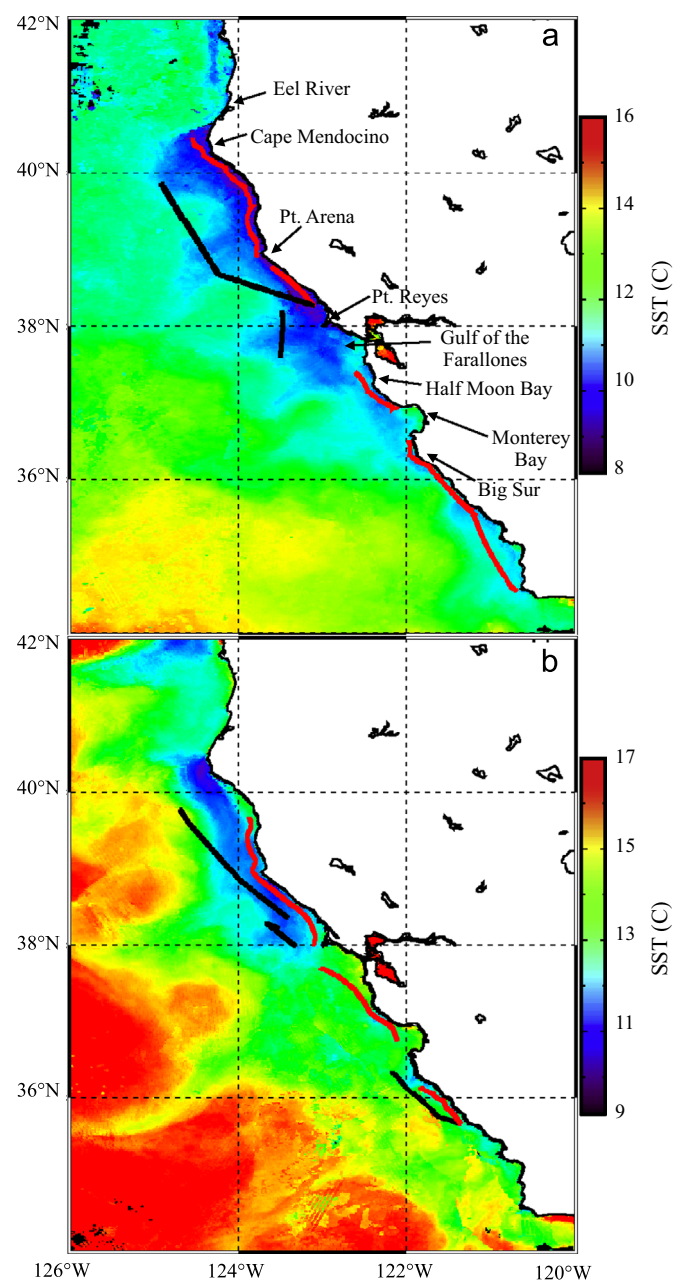 42°N
a
Eel River
16
Cape Mendocino
40°N
14
Pt. Arena
SST (C)
12
Pt. Reyes
38°N
Gulf of the
Farallones
10
Half Moon Bay
Monterey
Bay
36°N
8
Big Sur
42°N
b
17
40°N
15
13
SST (C)
38°N
11
36°N
9
126°W 124°W 122°W 120°W